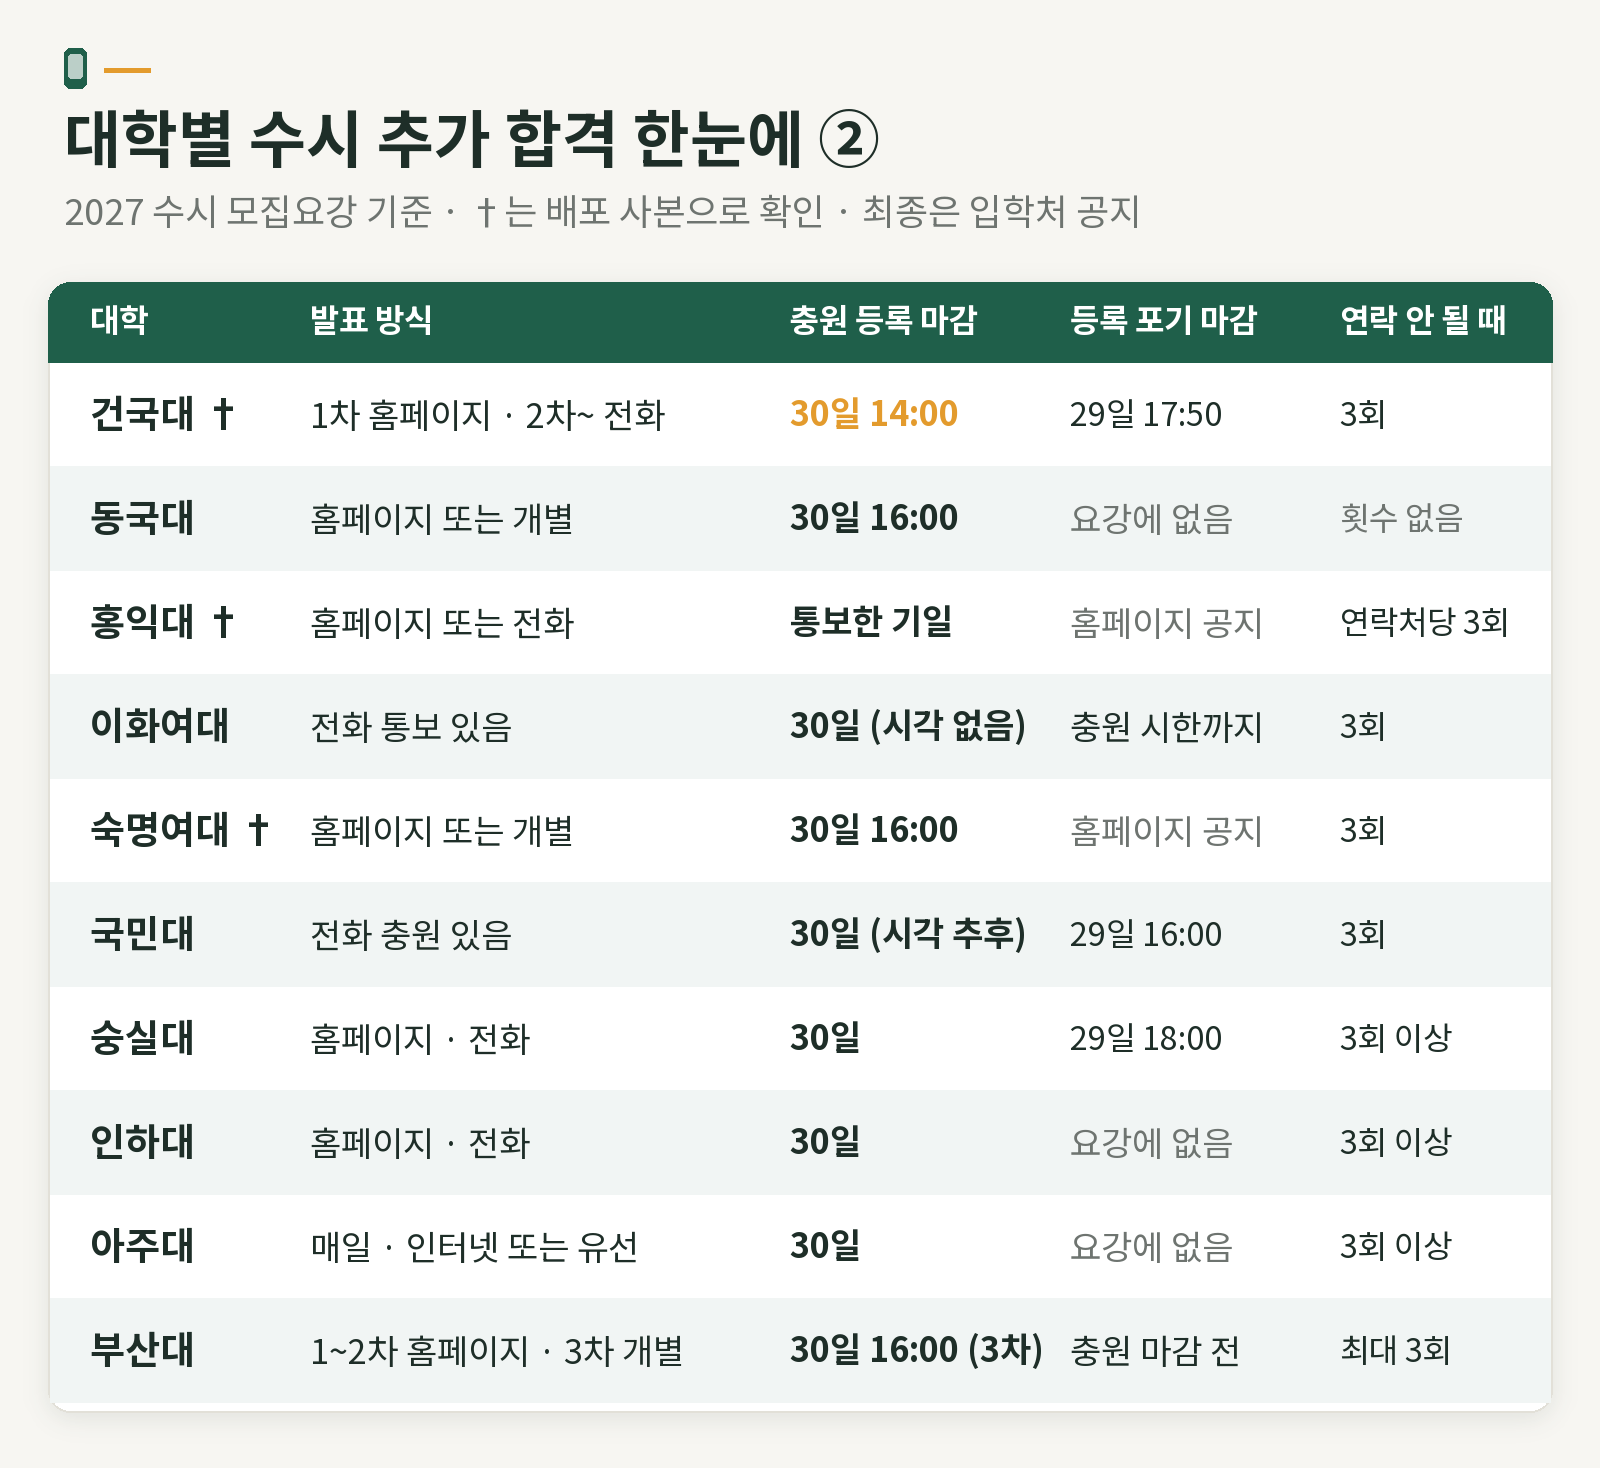 대학별 수시 추가 합격 한눈에 ②
2027 수시 모집요강 기준 · †는 배포 사본으로 확인 · 최종은 입학처 공지
대학 발표 방식 충원 등록 마감 등록 포기 마감 연락 안 될 때
건국대 † 1차 홈페이지 · 2차~ 전화 30일 14:00 29일 17:50 3회
동국대 홈페이지 또는 개별 30일 16:00 요강에 없음 횟수 없음
홍익대 † 홈페이지 또는 전화 통보한 기일 홈페이지 공지 연락처당 3회
이화여대 전화 통보 있음 30일 (시각 없음) 충원 시한까지 3회
숙명여대 † 홈페이지 또는 개별 30일 16:00 홈페이지 공지 3회
국민대 전화 충원 있음 30일 (시각 추후) 29일 16:00 3회
숭실대 홈페이지 · 전화 30일 29일 18:00 3회 이상
인하대 홈페이지 · 전화 30일 요강에 없음 3회 이상
아주대 매일 · 인터넷 또는 유선 30일 요강에 없음 3회 이상
부산대 1~2차 홈페이지 · 3차 개별 30일 16:00 (3차) 충원 마감 전 최대 3회